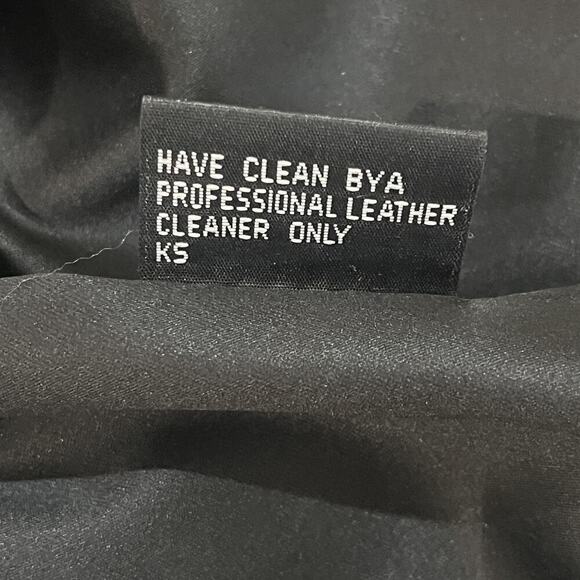 HAVE CLEAN BYA
PROFESSIONAL LEATHER
CLEANER ONLY
KS